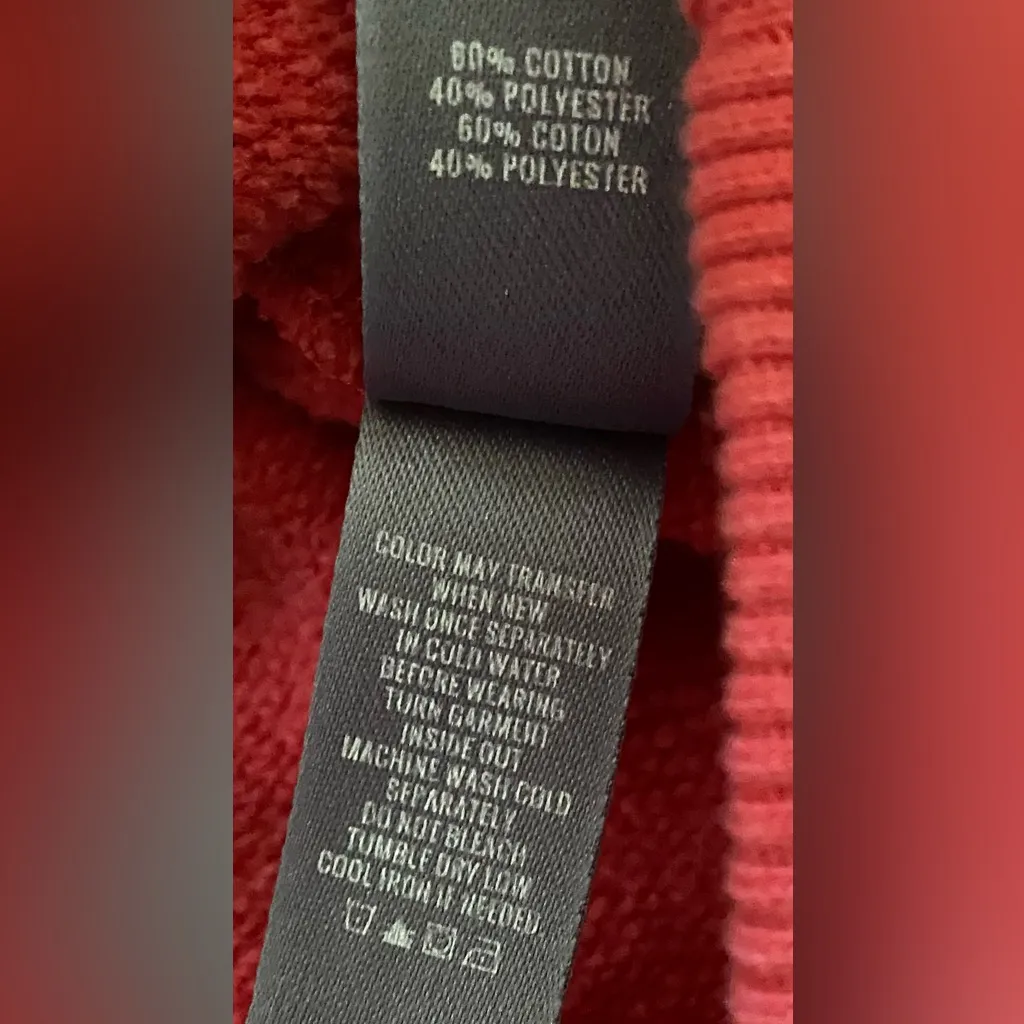 60% COTTON
40% POLYESTER
60% COTON
40% POLYESTER
COLOR MAY TRANSFER
WHEN NEW
WASH ONCE SEPARATELY
IN COLD WATER
BEFORE WEARING
TURN GARMENT
INSIDE OUT
MACHINE WASH COLD
SEPARATELY
DO NOT BLEACH
TUMBLE DRY LOW
COOL IRON IF NEEDED